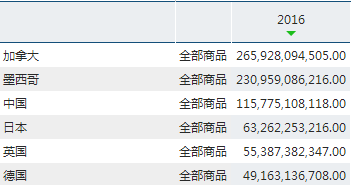 2016
加拿大 全部商品 265,928,094,505.00
墨西哥 全部商品 230,959,086,216.00
中国 全部商品 115,775,108,118.00
日本 全部商品 63,262,253,216.00
英国 全部商品 55,387,382,347.00
德国 全部商品 49,163,136,708.00